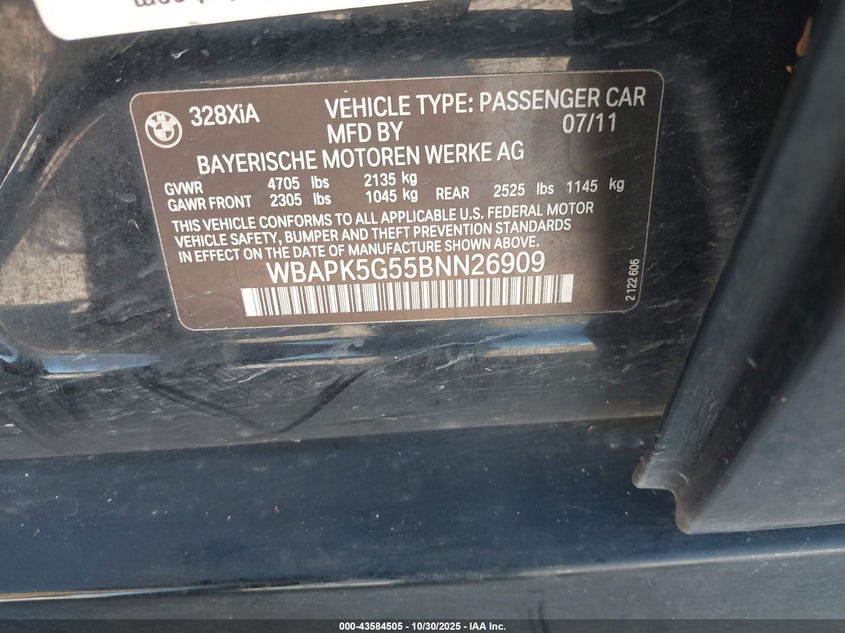 328XiA VEHICLE TYPE: PASSENGER CAR
MFD BY 07/11
BAYERISCHE MOTOREN WERKE AG
GVWR 4705 lbs 2135 kg
GAWR FRONT 2305 lbs 1045 kg REAR 2525 lbs 1145 kg
THIS VEHICLE CONFORMS TO ALL APPLICABLE U.S. FEDERAL MOTOR
VEHICLE SAFETY, BUMPER AND THEFT PREVENTION STANDARDS
IN EFFECT ON THE DATE OF MANUFACTURE SHOWN ABOVE.
WBAPK5G55BNN26909
2 122 606
000-43584505 / 10/30/2025 - IAA Inc.